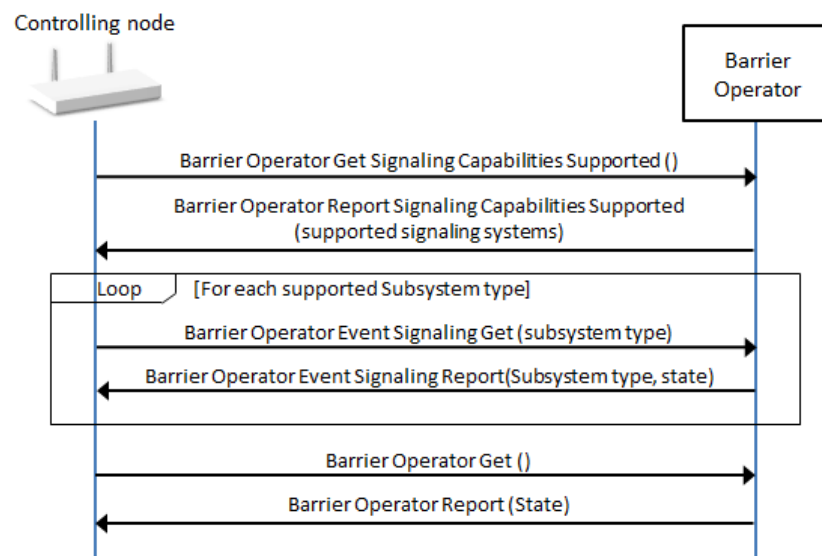 Controlling node
Barrier
Operator
Barrier Operator Get Signaling Capabilities Supported ()
Barrier Operator Report Signaling Capabilities Supported
(supported signaling systems)
Loop [For each supported Subsystem type]
Barrier Operator Event Signaling Get (subsystem type)
Barrier Operator Event Signaling Report(Subsystem type, state)
Barrier Operator Get ()
Barrier Operator Report (State)